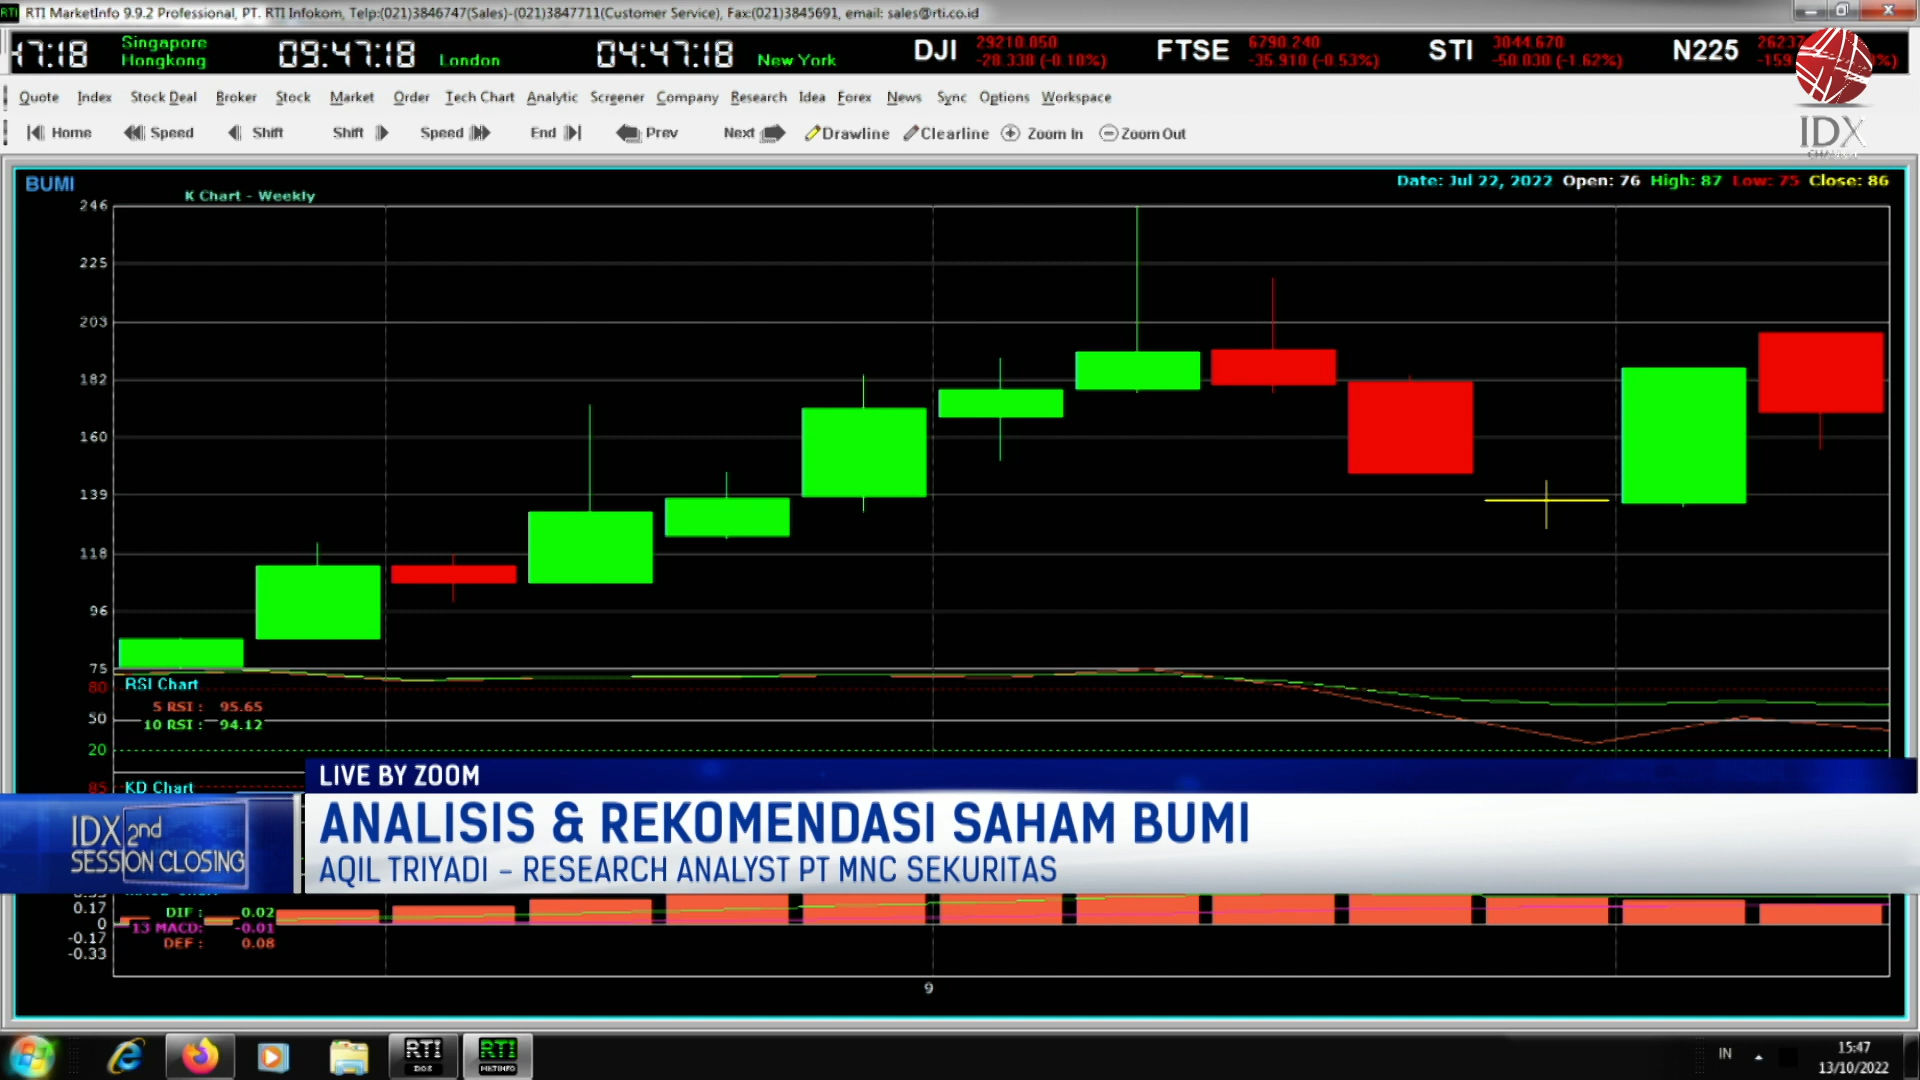 RTI MarketInfo 9.9.2 Professional, PT. RTI Infokom, Telp:(021)3846747(Sales)-(021)3847711(Customer Service), Fax:(021)3845691, email: sales@rti.co.id
47:18 Singapore Hongkong 09:47:18 London 04:47:18 New York
DJI 29210.850 -28.330 (-0.10%) FTSE 6790.240 -35.910 (-0.53%) STI 3044.670 -50.030 (-1.62%) N225
Quote Index Stock Deal Broker Stock Market Order Tech Chart Analytic Screener Company Research Idea Forex News Sync Options Workspace
Home Speed Shift Shift Speed End Prev Next Drawline Clearline Zoom In Zoom Out
IDX
CHANNEL
BUMI
K Chart - Weekly
Date: Jul 22, 2022 Open: 76 High: 87 Low: 75 Close: 86
246
225
203
182
160
139
118
96
75
80
RSI Chart
5 RSI : 95.65
50
10 RSI : 94.12
20
85
KD Chart
LIVE BY ZOOM
ANALISIS & REKOMENDASI SAHAM BUMI
AQIL TRIYADI – RESEARCH ANALYST PT MNC SEKURITAS
IDX 2nd
SESSION CLOSING
0.17
DIF : 0.02
0
13 MACD: -0.01
-0.17
DEF : 0.08
-0.33
9
RTI
DOS
RTI
MKTINFO
IN
15:47
13/10/2022